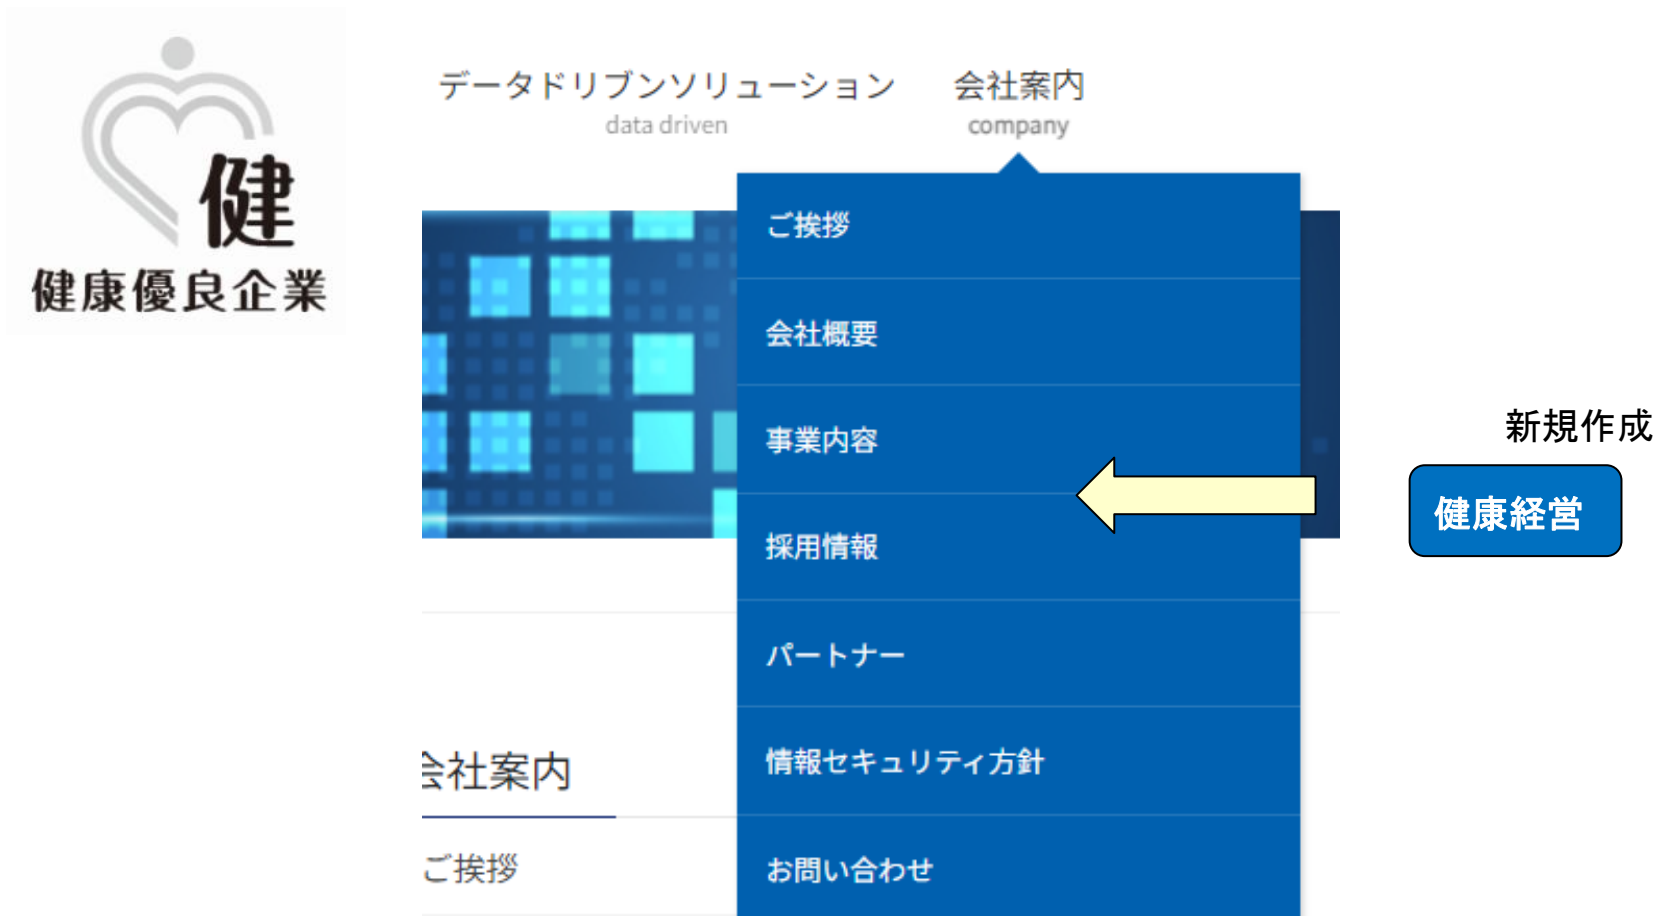 健
健康優良企業
データドリブンソリューション
data driven
会社案内
company
ご挨拶
会社概要
事業内容
採用情報
パートナー
情報セキュリティ方針
お問い合わせ
新規作成
健康経営
会社案内
ご挨拶